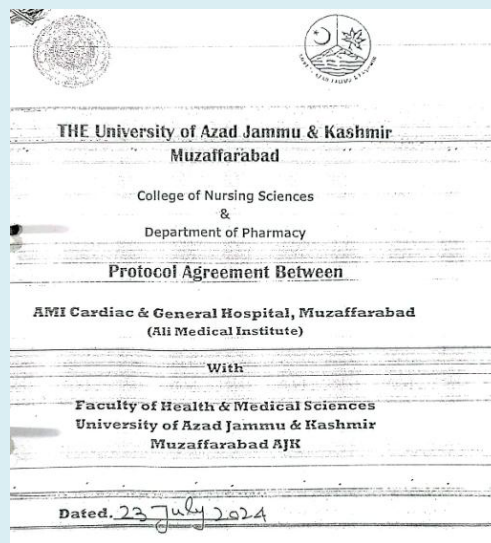 THE University of Azad Jammu & Kashmir
Muzaffarabad
College of Nursing Sciences
&
Department of Pharmacy
Protocol Agreement Between
AMI Cardiac & General Hospital, Muzaffarabad
(Ali Medical Institute)
With
Faculty of Health & Medical Sciences
University of Azad Jammu & Kashmir
Muzaffarabad AJK
Dated. 23 July 2024